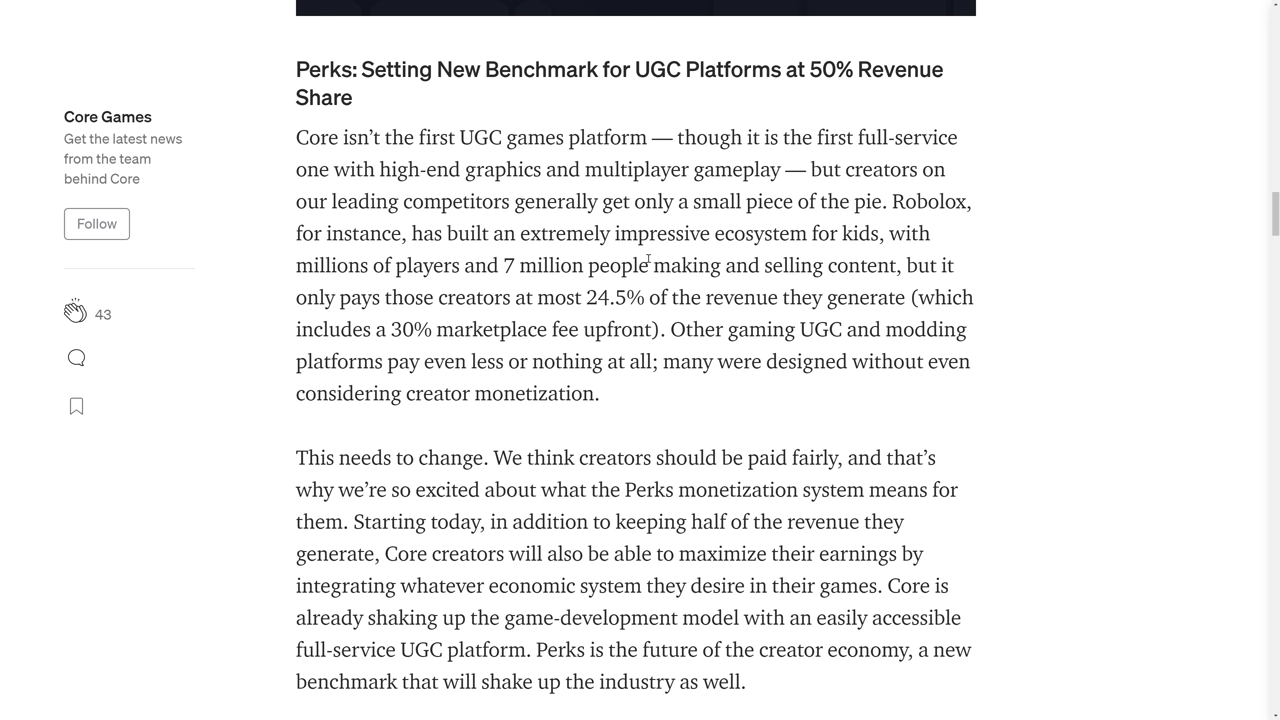 Perks: Setting New Benchmark for UGC Platforms at 50% Revenue
Share
Core Games
Get the latest news
from the team
behind Core
Follow
43
Core isn’t the first UGC games platform — though it is the first full-service
one with high-end graphics and multiplayer gameplay — but creators on
our leading competitors generally get only a small piece of the pie. Robolox,
for instance, has built an extremely impressive ecosystem for kids, with
millions of players and 7 million people making and selling content, but it
only pays those creators at most 24.5% of the revenue they generate (which
includes a 30% marketplace fee upfront). Other gaming UGC and modding
platforms pay even less or nothing at all; many were designed without even
considering creator monetization.
This needs to change. We think creators should be paid fairly, and that’s
why we’re so excited about what the Perks monetization system means for
them. Starting today, in addition to keeping half of the revenue they
generate, Core creators will also be able to maximize their earnings by
integrating whatever economic system they desire in their games. Core is
already shaking up the game-development model with an easily accessible
full-service UGC platform. Perks is the future of the creator economy, a new
benchmark that will shake up the industry as well.